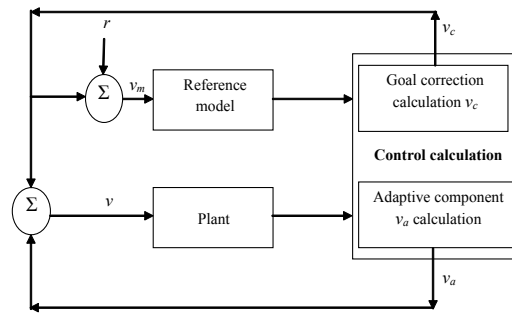 r
v_c
Σ
v_m
Reference
model
Goal correction
calculation v_c
Control calculation
Σ
v
Plant
Adaptive component
v_a calculation
v_a